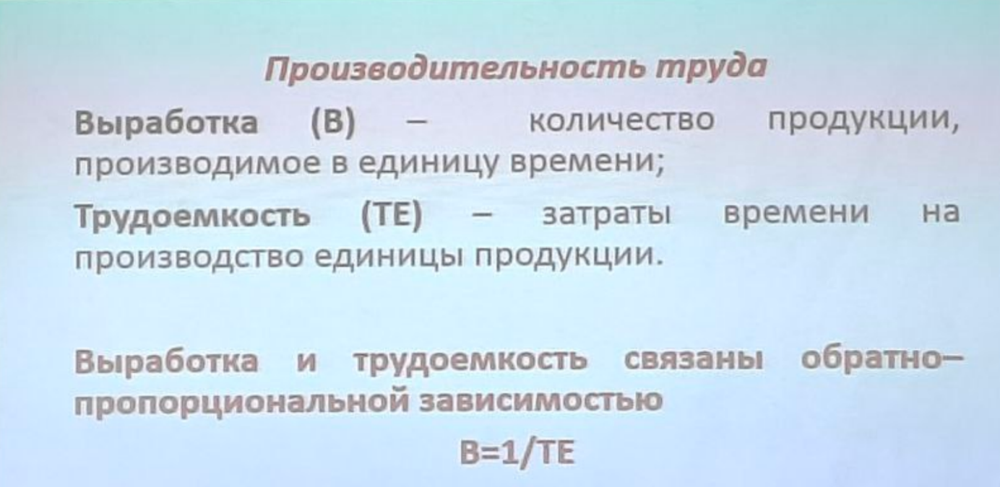 Производительность труда
Выработка (В) – количество продукции,
производимое в единицу времени;
Трудоемкость (ТЕ) – затраты времени на
производство единицы продукции.
Выработка и трудоемкость связаны обратно–
пропорциональной зависимостью
В=1/ТЕ